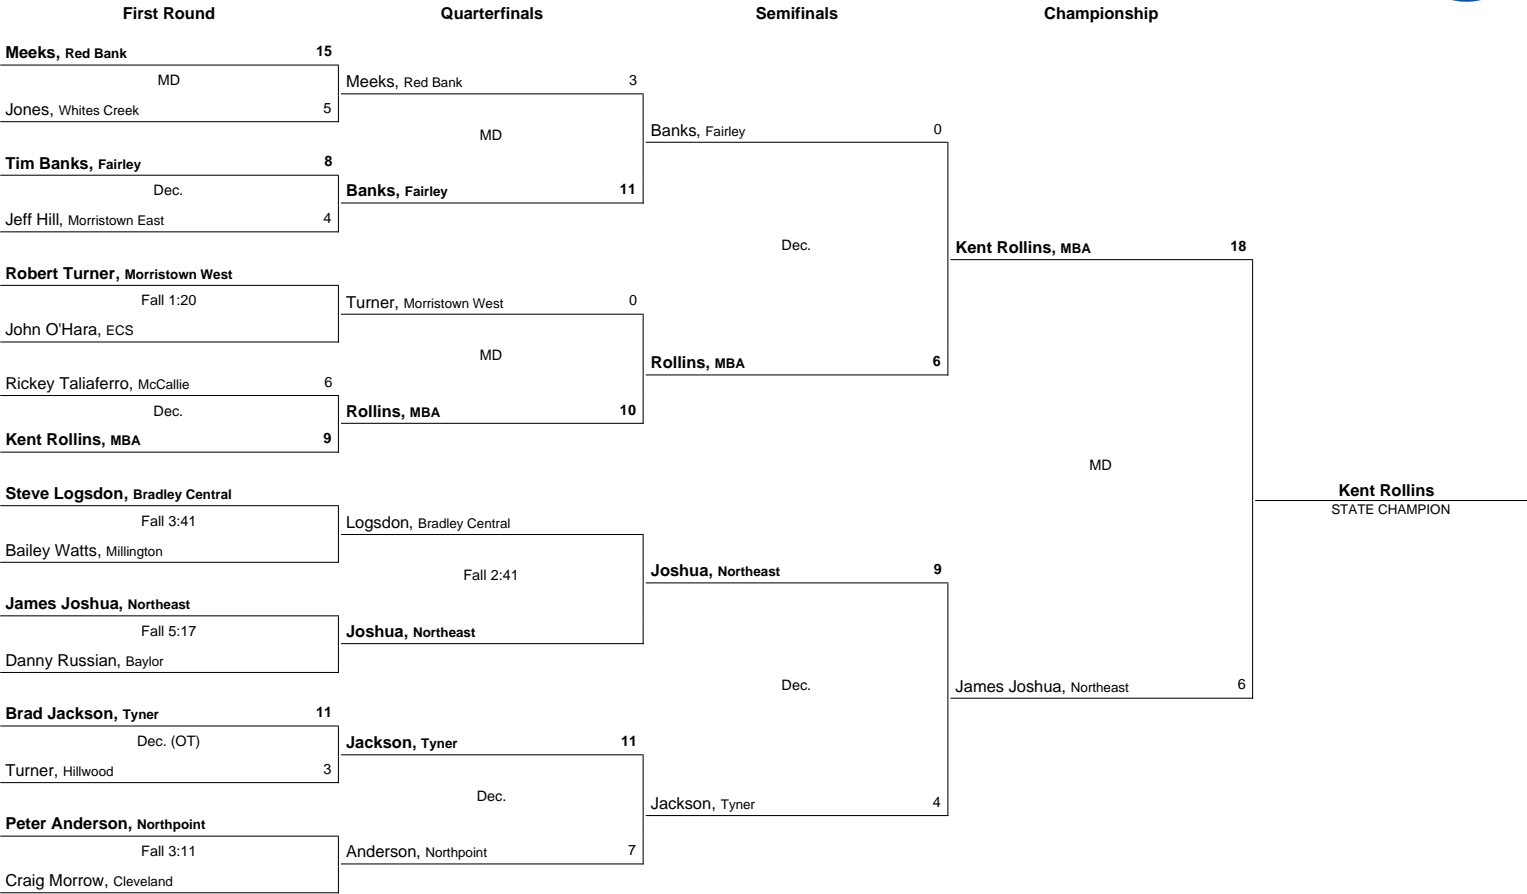 First Round
Quarterfinals
Semifinals
Championship
Meeks, Red Bank 15
MD
Jones, Whites Creek 5
Tim Banks, Fairley 8
Dec.
Jeff Hill, Morristown East 4
Robert Turner, Morristown West
Fall 1:20
John O'Hara, ECS
Rickey Taliaferro, McCallie 6
Dec.
Kent Rollins, MBA 9
Steve Logsdon, Bradley Central
Fall 3:41
Bailey Watts, Millington
James Joshua, Northeast
Fall 5:17
Danny Russian, Baylor
Brad Jackson, Tyner 11
Dec. (OT)
Turner, Hillwood 3
Peter Anderson, Northpoint
Fall 3:11
Craig Morrow, Cleveland
Meeks, Red Bank 3
MD
Banks, Fairley 11
Turner, Morristown West 0
MD
Rollins, MBA 10
Logsdon, Bradley Central
Fall 2:41
Joshua, Northeast
Jackson, Tyner 11
Dec.
Anderson, Northpoint 7
Banks, Fairley 0
Dec.
Rollins, MBA 6
Joshua, Northeast 9
Dec.
Jackson, Tyner 4
Kent Rollins, MBA 18
MD
James Joshua, Northeast 6
Kent Rollins
STATE CHAMPION